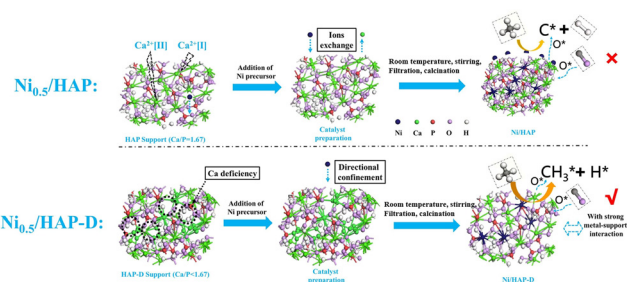 Ca²⁺[II] Ca²⁺[I]
Ions
exchange
C* + 
O*
O*
Ni₀.₅/HAP:
Addition of
Ni precursor
Room temperature, stirring,
Filtration, calcination
HAP Support (Ca/P=1.67)
Catalyst
preparation
Ni Ca P O H
Ni/HAP
Ca deficiency
Directional
confinement
O*
CH₃* + H*
O*
Ni₀.₅/HAP-D:
Addition of
Ni precursor
Room temperature, stirring,
Filtration, calcination
With strong
metal-support
interaction
HAP-D Support (Ca/P<1.67)
Catalyst
preparation
Ni/HAP-D